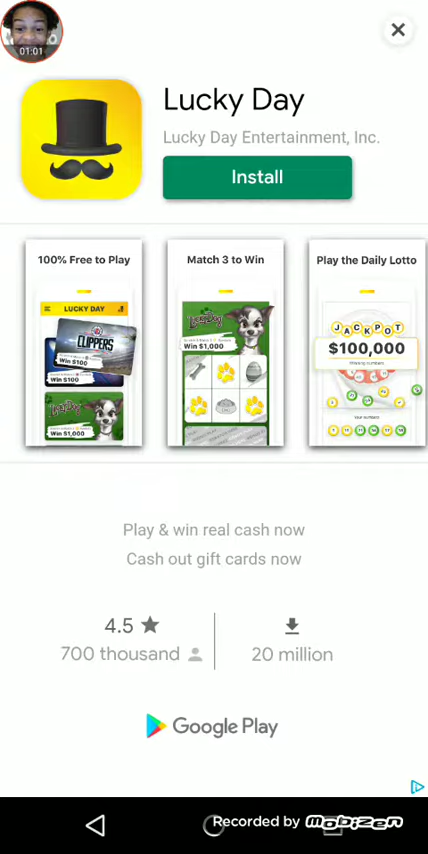 01:01
Lucky Day
Lucky Day Entertainment, Inc.
Install
100% Free to Play
Match 3 to Win
Play the Daily Lotto
LUCKY DAY
CLIPPERS
Win $100
Win $100
Win $1,000
Win $1,000
JACKPOT
$100,000
Play & win real cash now
Cash out gift cards now
4.5
700 thousand
20 million
Google Play
Recorded by Mobizen